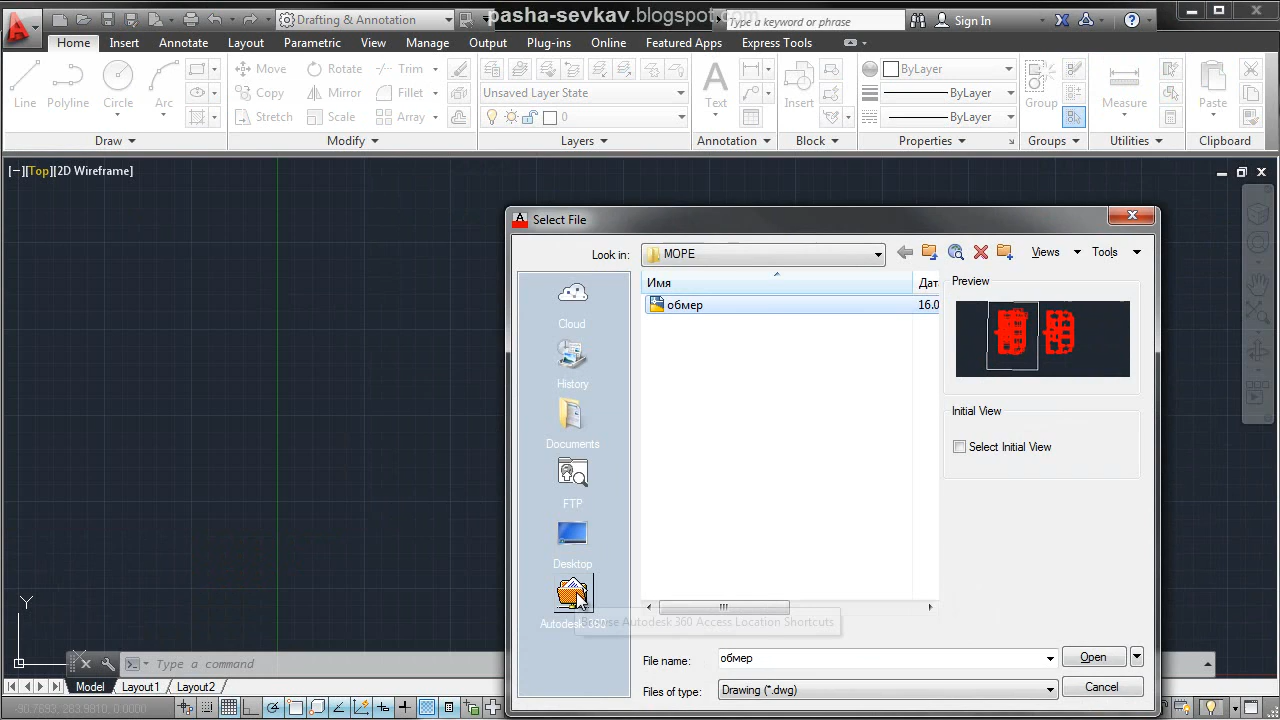 Drafting & Annotation
pasha-sevkav.blogspot.com
Type a keyword or phrase
Sign In
Home Insert Annotate Layout Parametric View Manage Output Plug-ins Online Featured Apps Express Tools
Line Polyline Circle Arc
Move Rotate Trim
Copy Mirror Fillet
Stretch Scale Array
Unsaved Layer State
0
Text Insert
ByLayer
ByLayer
ByLayer
Group Measure Paste
Draw Modify Layers Annotation Block Properties Groups Utilities Clipboard
[−][Top][2D Wireframe]
Select File
Look in: МОРЕ Views Tools
Имя Дат
обмер 16.0
Cloud
History
Documents
FTP
Desktop
Autodesk 360
Browse Autodesk 360 Access Location Shortcuts
Preview
Initial View
Select Initial View
File name: обмер Open
Files of type: Drawing (*.dwg) Cancel
Y
Type a command
Model Layout1 Layout2